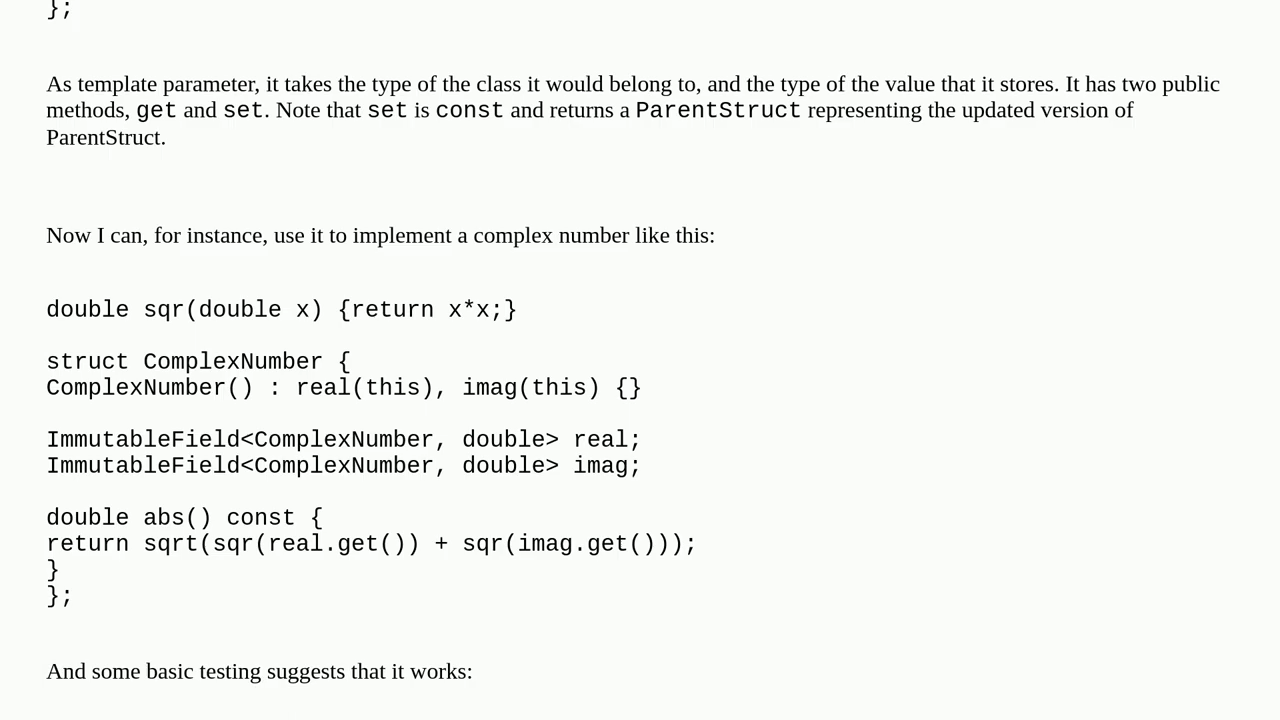 };
As template parameter, it takes the type of the class it would belong to, and the type of the value that it stores. It has two public
methods, get and set. Note that set is const and returns a ParentStruct representing the updated version of
ParentStruct.
Now I can, for instance, use it to implement a complex number like this:
double sqr(double x) {return x*x;}
struct ComplexNumber {
ComplexNumber() : real(this), imag(this) {}
ImmutableField<ComplexNumber, double> real;
ImmutableField<ComplexNumber, double> imag;
double abs() const {
return sqrt(sqr(real.get()) + sqr(imag.get()));
}
};
And some basic testing suggests that it works: